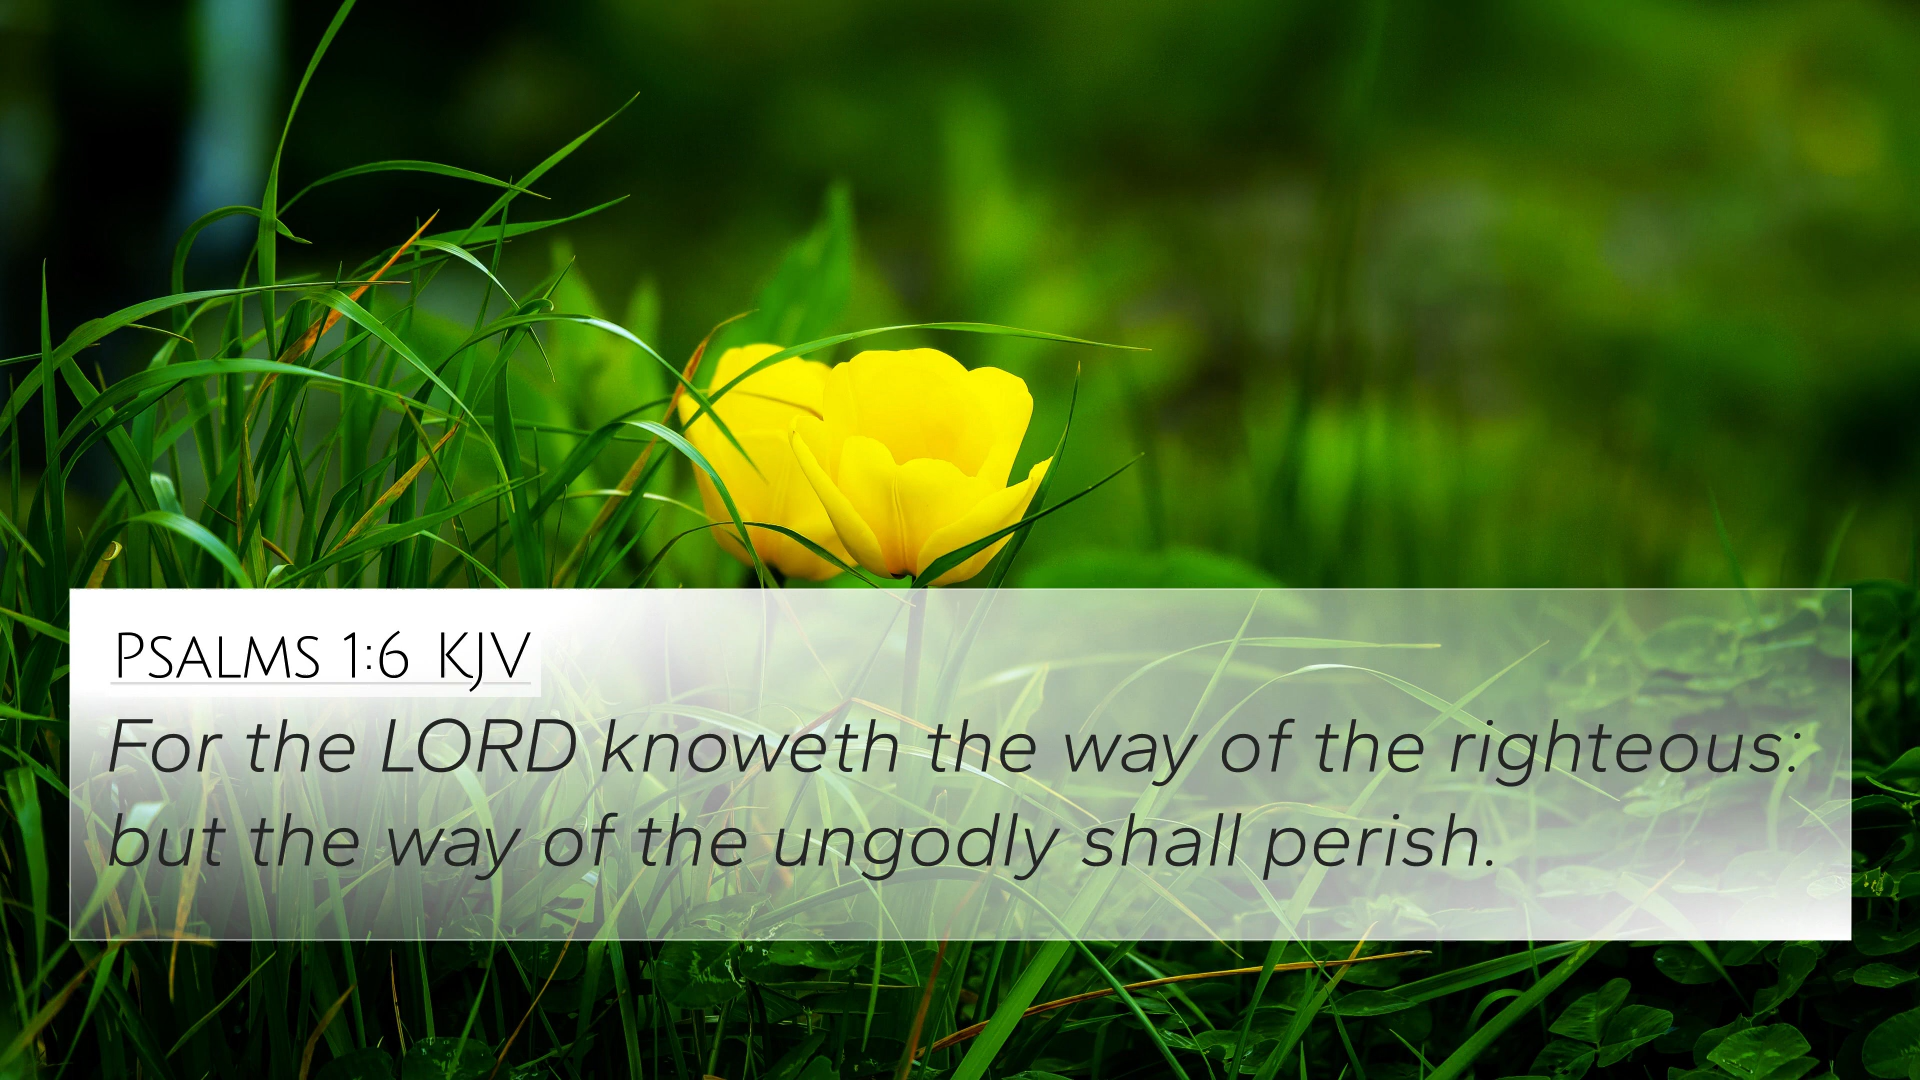 Psalms 1:6 KJV
For the LORD knoweth the way of the righteous:
but the way of the ungodly shall perish.